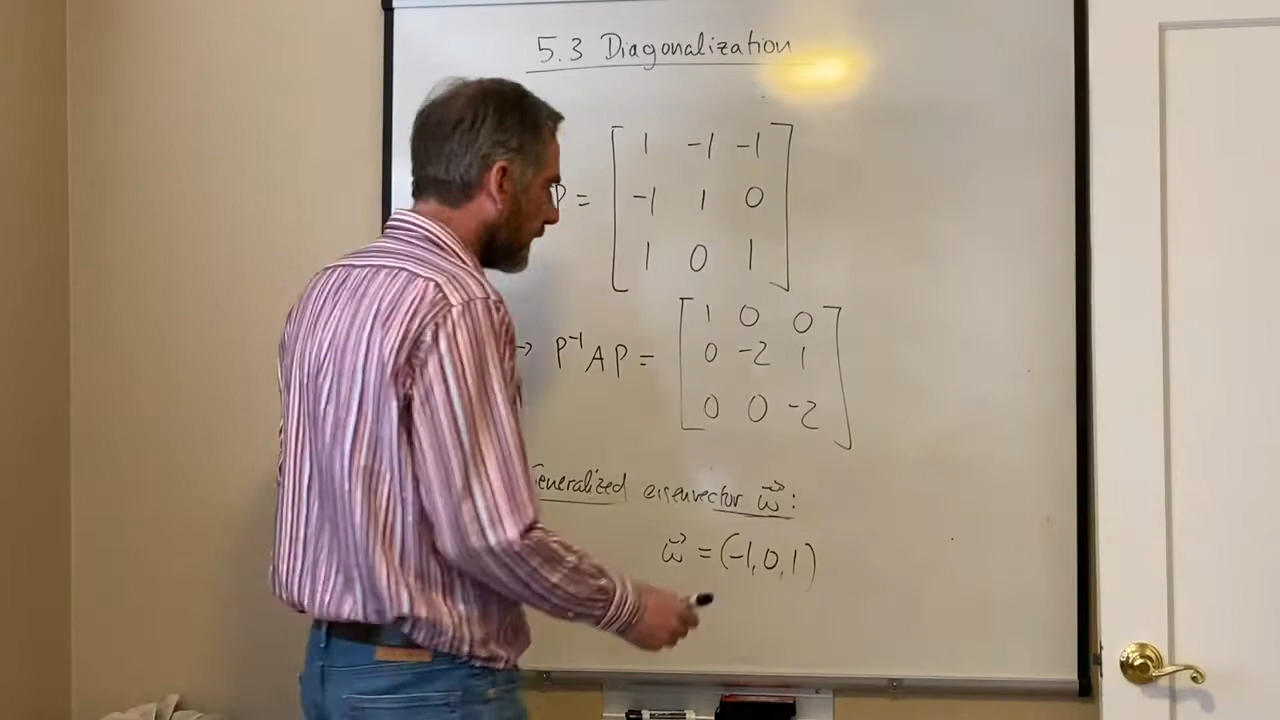 5.3 Diagonalization
P = [ 1 -1 -1
-1 1 0
1 0 1 ]
→ P⁻¹AP = [ 1 0 0
0 -2 1
0 0 -2 ]
Generalized eigenvector w⃗ :
w⃗ = (-1, 0, 1)